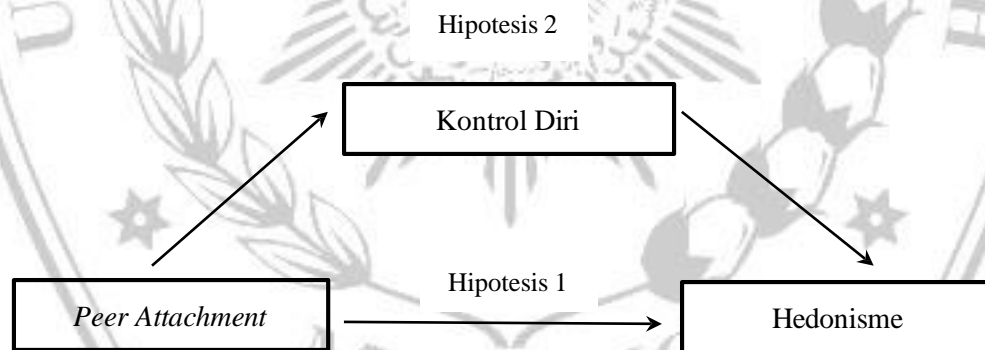 Hipotesis 2
Kontrol Diri
Hipotesis 1
Peer Attachment
Hedonisme